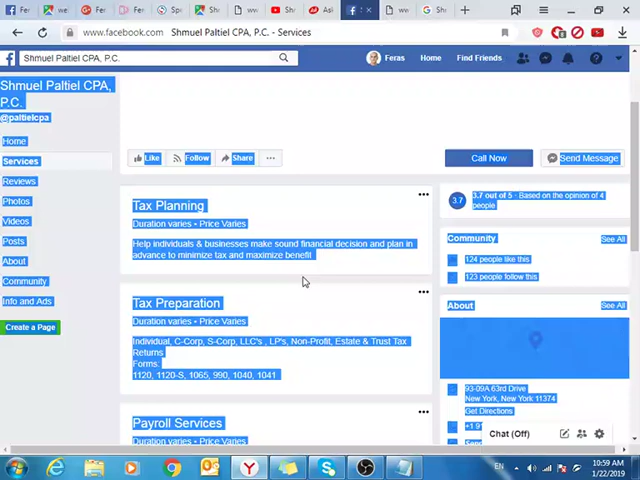 www.facebook.com Shmuel Paltiel CPA, P.C. - Services
Shmuel Paltiel CPA, P.C.
Feras
Home
Find Friends
Shmuel Paltiel CPA, P.C.
@paltielcpa
Home
Services
Reviews
Photos
Videos
Posts
About
Community
Info and Ads
Create a Page
Like
Follow
Share
Call Now
Send Message
Tax Planning
Duration varies • Price Varies
Help individuals & businesses make sound financial decision and plan in
advance to minimize tax and maximize benefit
Tax Preparation
Duration varies • Price Varies
Individual, C-Corp, S-Corp, LLC's , LP's, Non-Profit, Estate & Trust Tax
Returns
Forms.
1120, 1120-S, 1065, 990, 1040, 1041
Payroll Services
Duration varies • Price Varies
3.7
3.7 out of 5 · Based on the opinion of 4
people
Community
See All
124 people like this
123 people follow this
About
See All
93-09A 63rd Drive
New York, New York 11374
Get Directions
Chat (Off)
EN
10:59 AM
1/22/2019